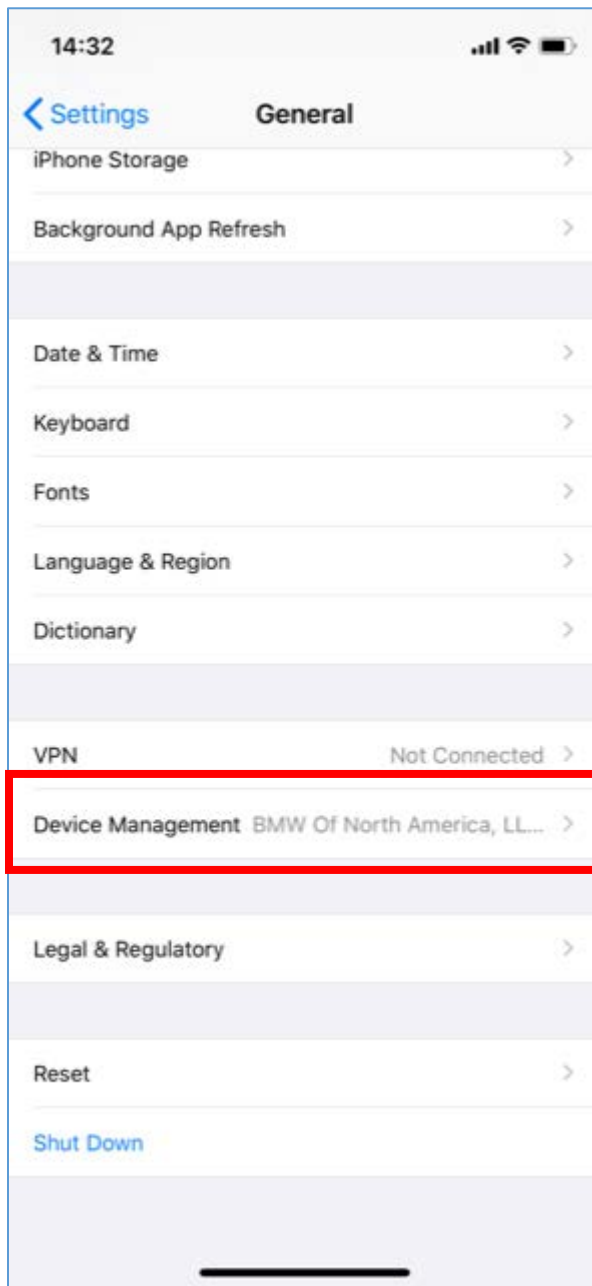 14:32
Settings General
iPhone Storage
Background App Refresh
Date & Time
Keyboard
Fonts
Language & Region
Dictionary
VPN Not Connected
Device Management BMW Of North America, LL...
Legal & Regulatory
Reset
Shut Down